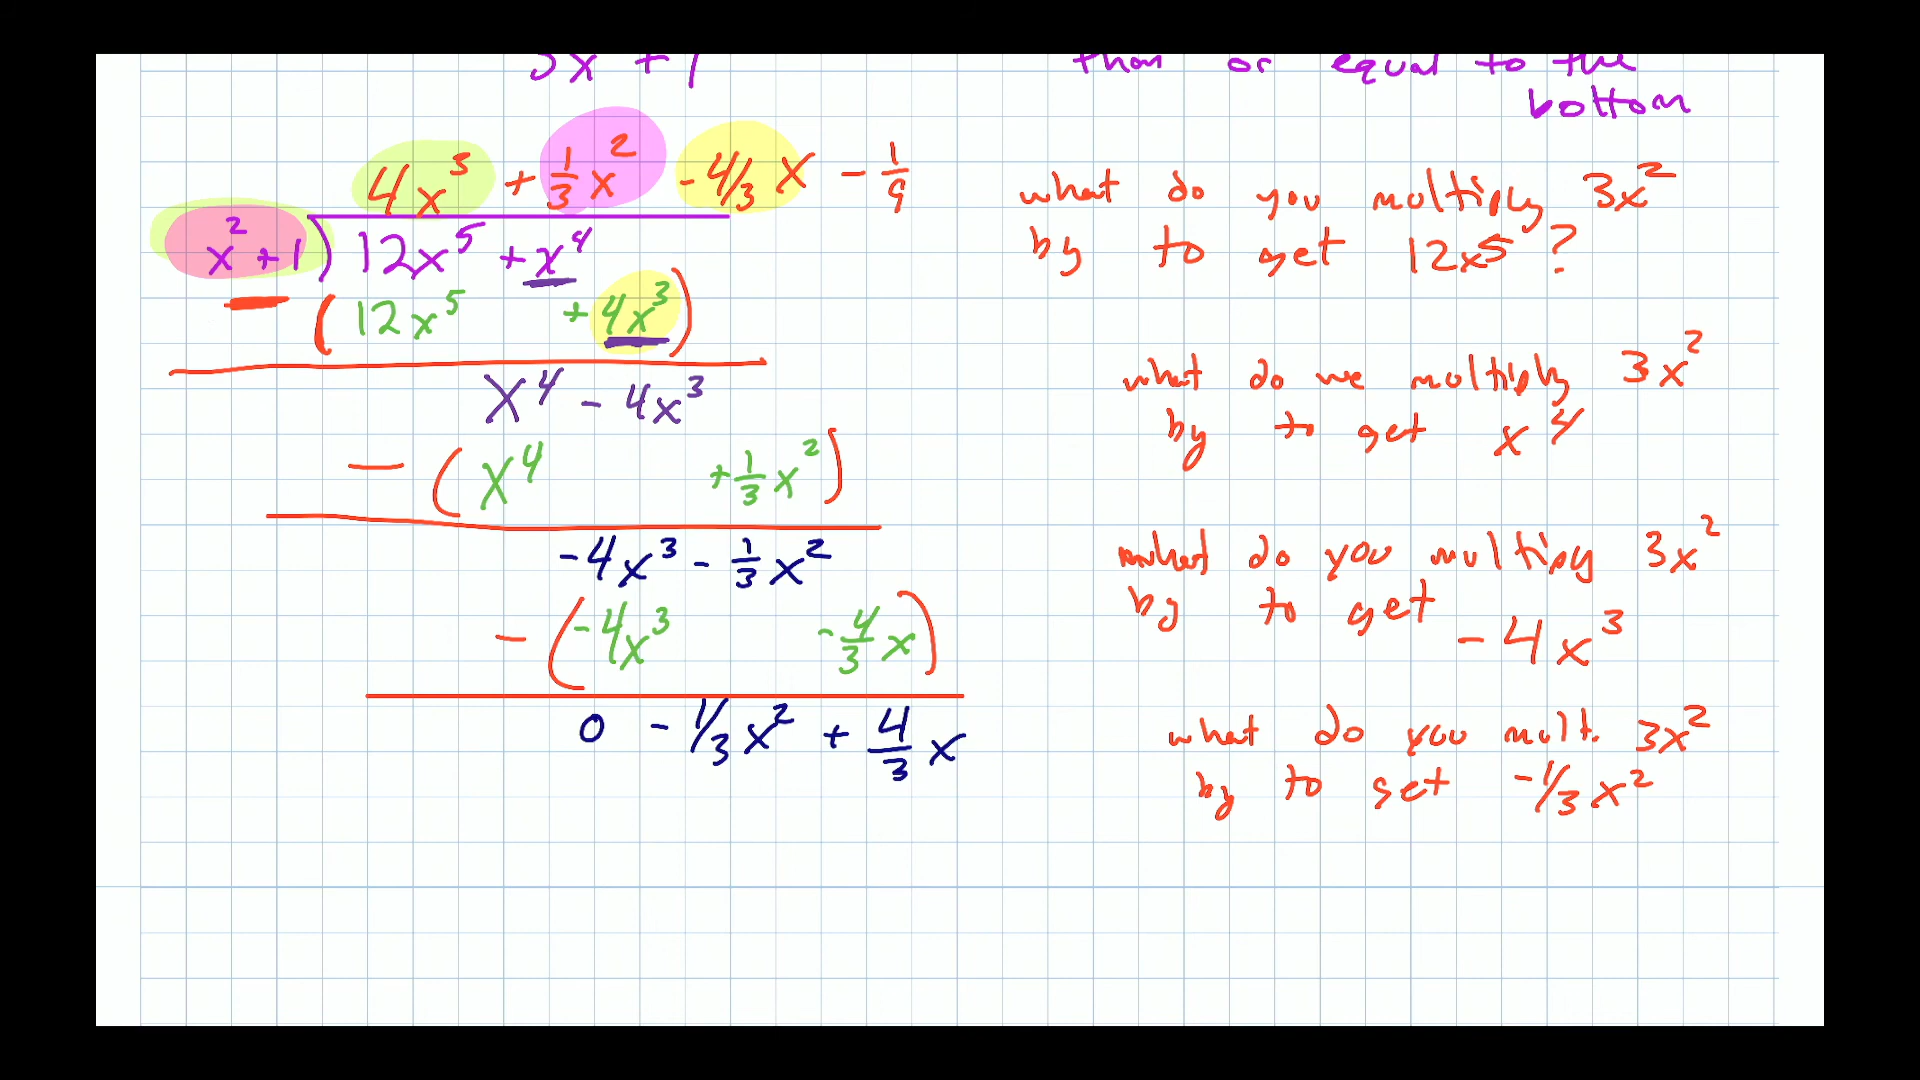 3x + 1
than or equal to the
bottom
4x³ + 1/3 x² - 4/3 x - 1/9
x² + 1 ) 12x⁵ + x⁴
- ( 12x⁵ + 4x³ )
x⁴ - 4x³
- ( x⁴ + 1/3 x² )
-4x³ - 1/3 x²
- ( -4x³ - 4/3 x )
0 - 1/3 x² + 4/3 x
what do you multiply 3x²
by to get 12x⁵ ?
what do we multiply 3x²
by to get x⁴
what do you multipy 3x²
by to get
-4x³
what do you mult. 3x²
by to get -1/3 x²